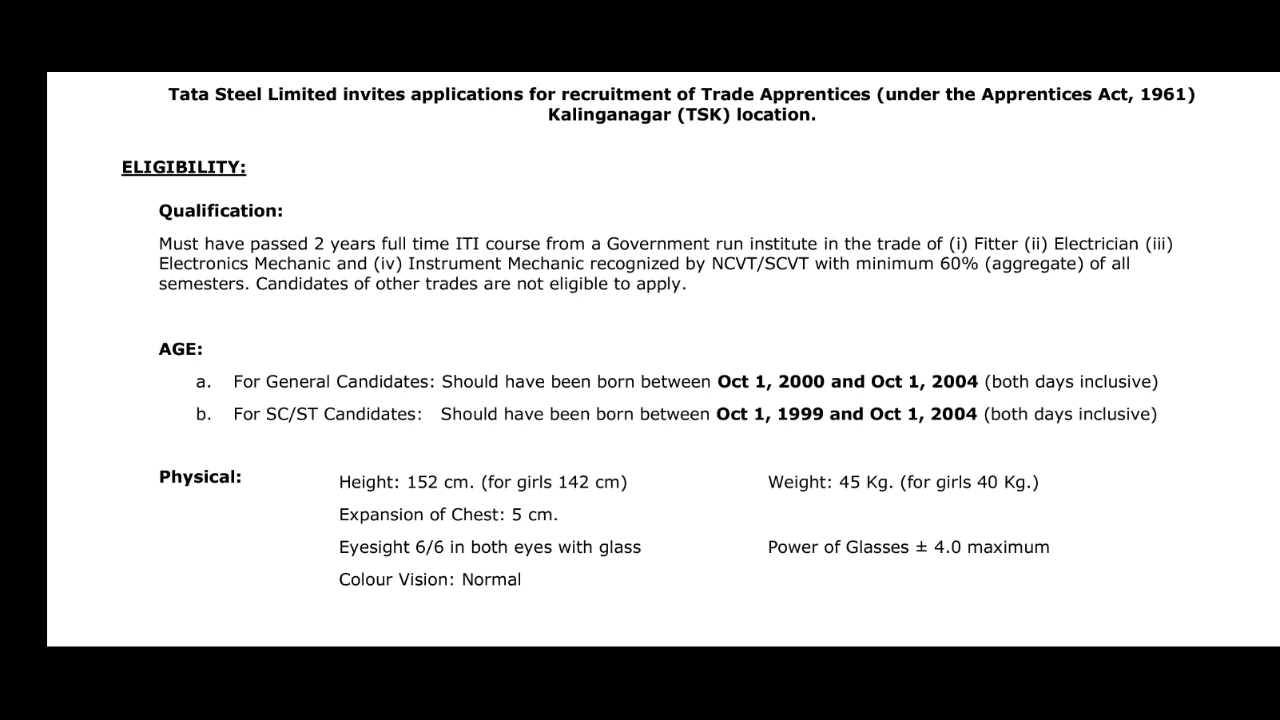 Tata Steel Limited invites applications for recruitment of Trade Apprentices (under the Apprentices Act, 1961)
Kalinganagar (TSK) location.
ELIGIBILITY:
Qualification:
Must have passed 2 years full time ITI course from a Government run institute in the trade of (i) Fitter (ii) Electrician (iii)
Electronics Mechanic and (iv) Instrument Mechanic recognized by NCVT/SCVT with minimum 60% (aggregate) of all
semesters. Candidates of other trades are not eligible to apply.
AGE:
a. For General Candidates: Should have been born between Oct 1, 2000 and Oct 1, 2004 (both days inclusive)
b. For SC/ST Candidates: Should have been born between Oct 1, 1999 and Oct 1, 2004 (both days inclusive)
Physical: Height: 152 cm. (for girls 142 cm) Weight: 45 Kg. (for girls 40 Kg.)
Expansion of Chest: 5 cm.
Eyesight 6/6 in both eyes with glass Power of Glasses ± 4.0 maximum
Colour Vision: Normal